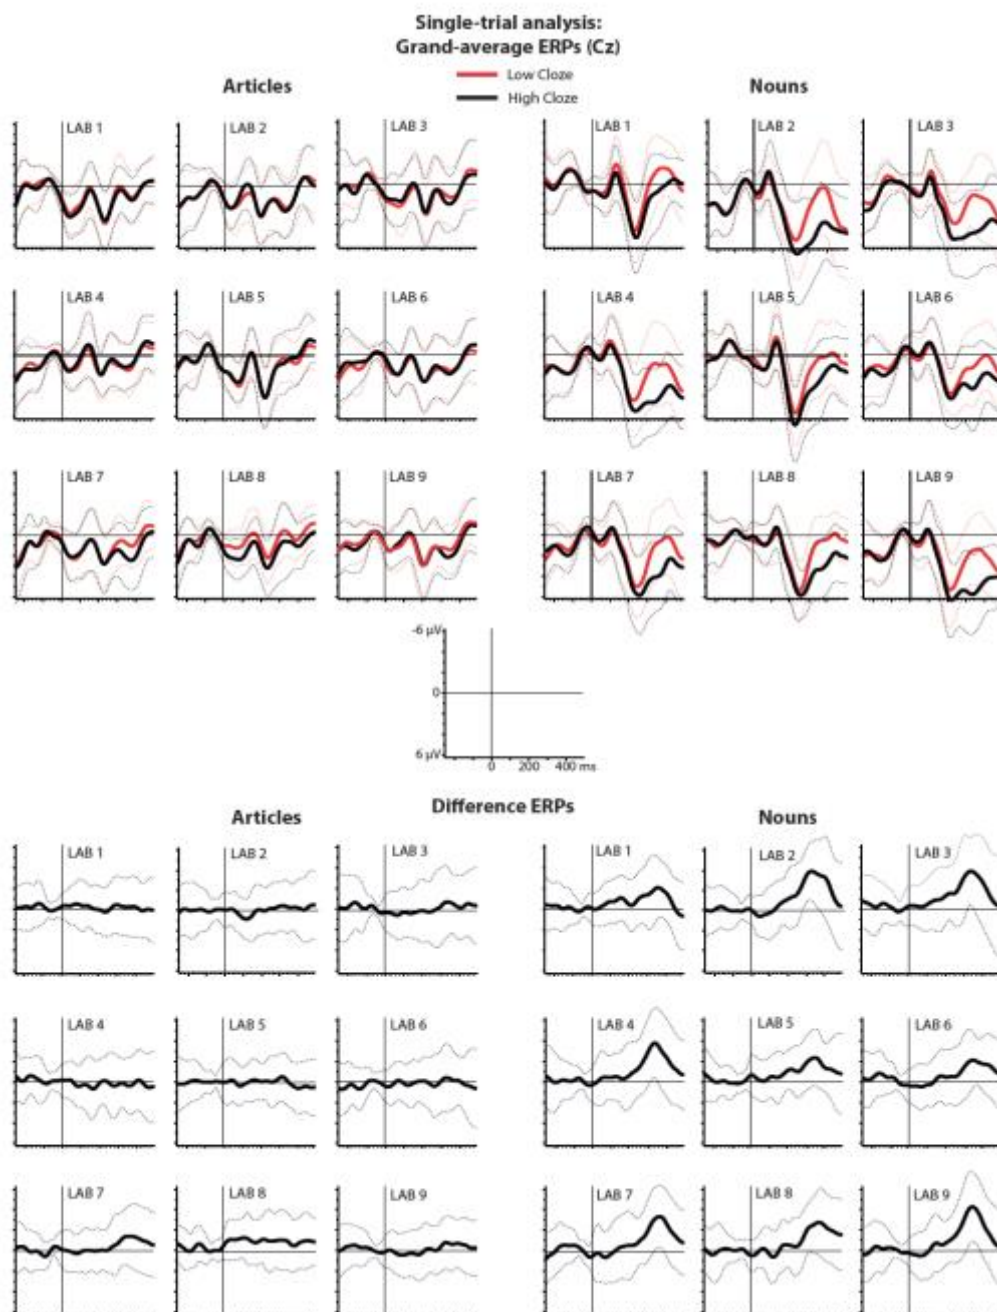 Single-trial analysis:
Grand-average ERPs (Cz)
Low Cloze
High Cloze
Articles
Nouns
LAB 1
LAB 2
LAB 3
LAB 1
LAB 2
LAB 3
LAB 4
LAB 5
LAB 6
LAB 4
LAB 5
LAB 6
LAB 7
LAB 8
LAB 9
LAB 7
LAB 8
LAB 9
-6 µV
0
6 µV
0 200 400 ms
Difference ERPs
Articles
Nouns
LAB 1
LAB 2
LAB 3
LAB 1
LAB 2
LAB 3
LAB 4
LAB 5
LAB 6
LAB 4
LAB 5
LAB 6
LAB 7
LAB 8
LAB 9
LAB 7
LAB 8
LAB 9